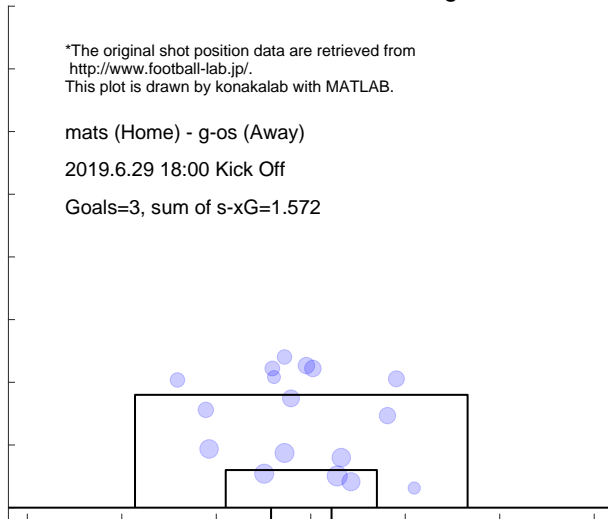 *The original shot position data are retrieved from
http://www.football-lab.jp/.
This plot is drawn by konakalab with MATLAB.
mats (Home) - g-os (Away)
2019.6.29 18:00 Kick Off
Goals=3, sum of s-xG=1.572